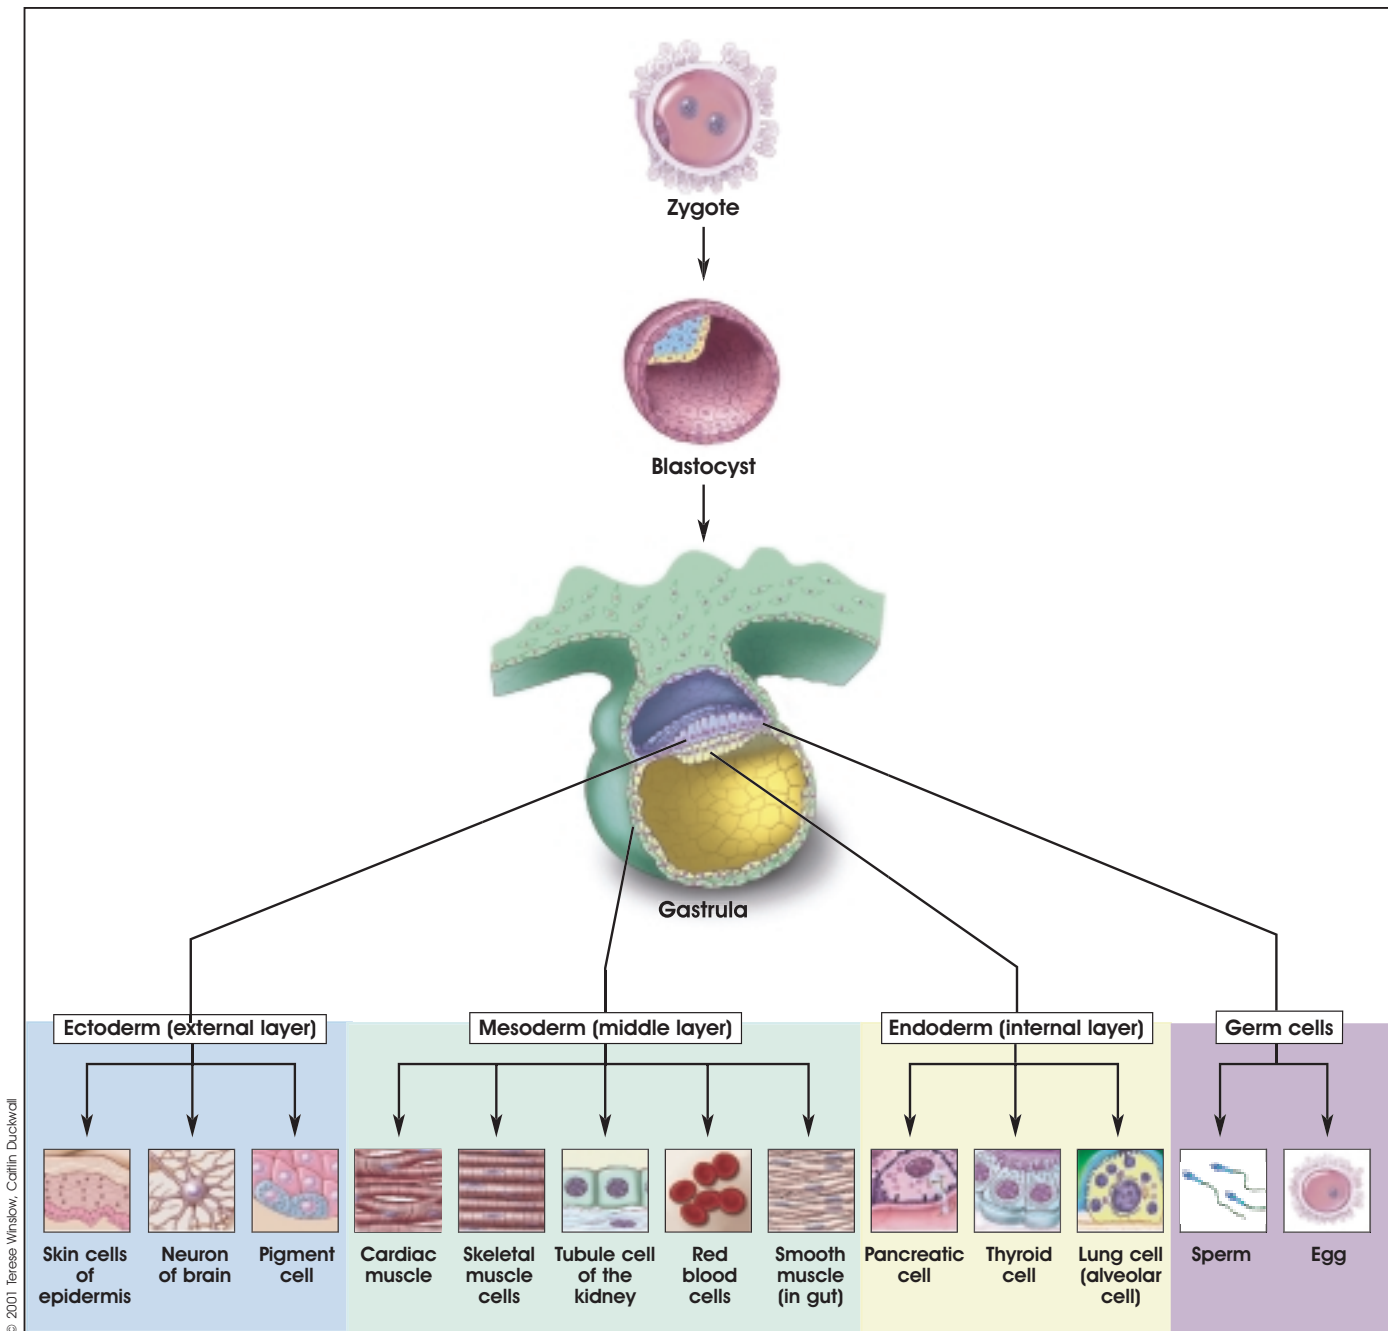 Zygote
Blastocyst
Gastrula
Ectoderm (external layer)
Mesoderm (middle layer)
Endoderm (internal layer)
Germ cells
Skin cells
of
epidermis
Neuron
of brain
Pigment
cell
Cardiac
muscle
Skeletal
muscle
cells
Tubule cell
of the
kidney
Red
blood
cells
Smooth
muscle
(in gut)
Pancreatic
cell
Thyroid
cell
Lung cell
(alveolar
cell)
Sperm
Egg
© 2001 Terese Winslow, Caitlin Duckwall